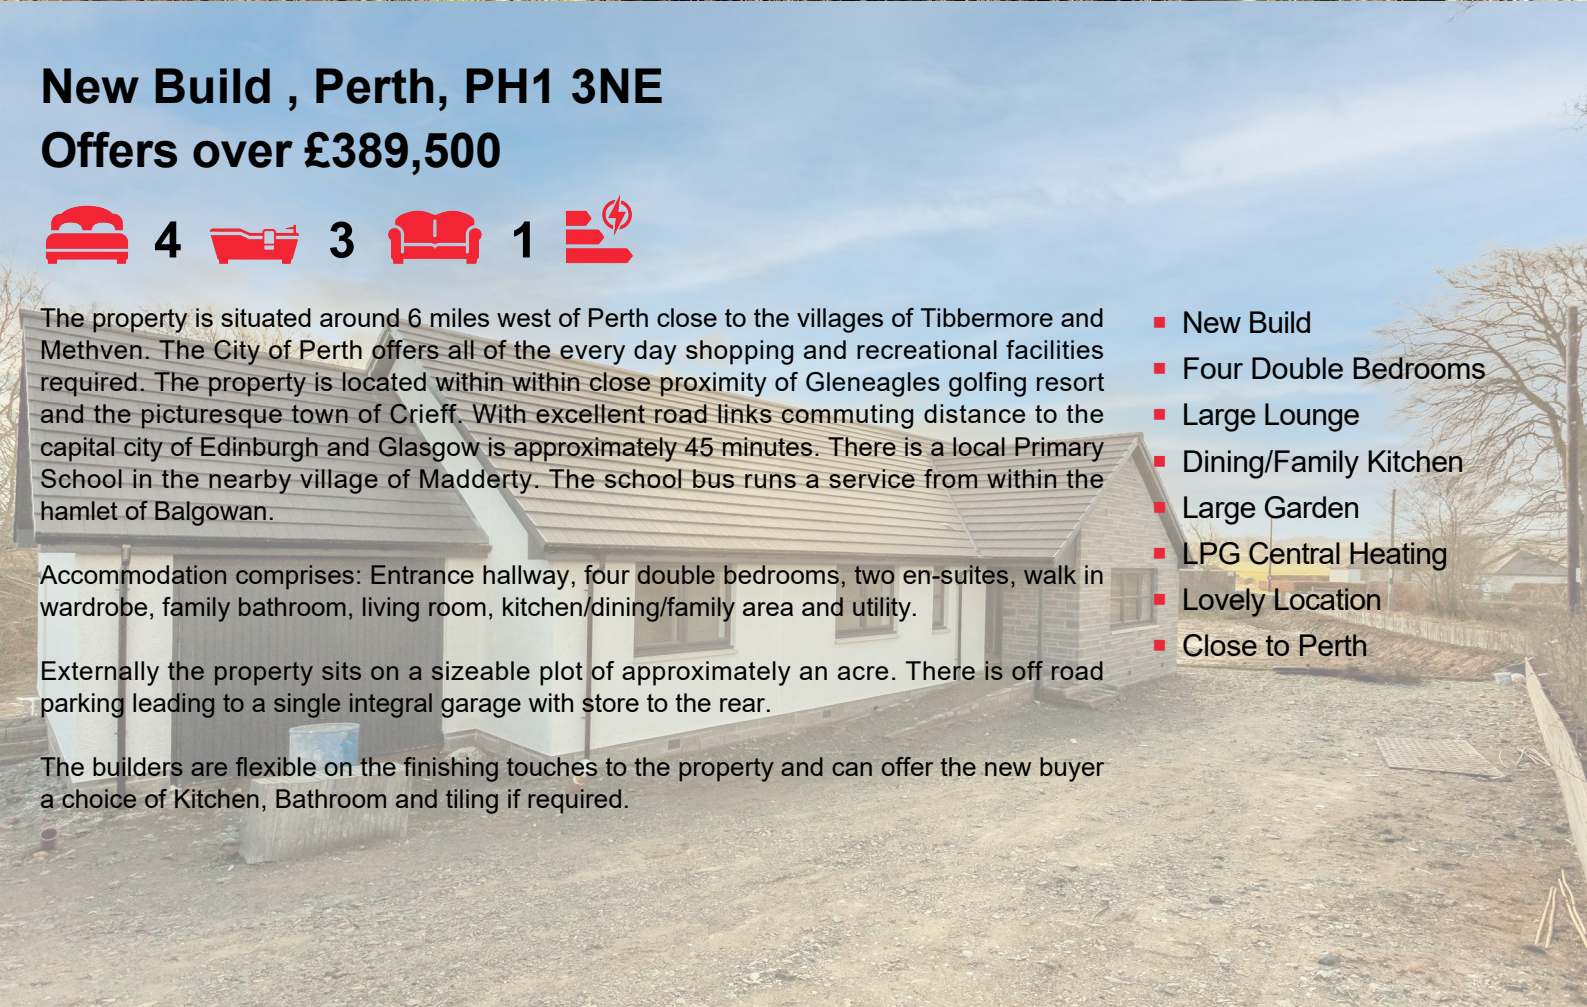 New Build , Perth, PH1 3NE
Offers over £389,500
4 3 1
The property is situated around 6 miles west of Perth close to the villages of Tibbermore and
Methven. The City of Perth offers all of the every day shopping and recreational facilities
required. The property is located within within close proximity of Gleneagles golfing resort
and the picturesque town of Crieff. With excellent road links commuting distance to the
capital city of Edinburgh and Glasgow is approximately 45 minutes. There is a local Primary
School in the nearby village of Madderty. The school bus runs a service from within the
hamlet of Balgowan.
Accommodation comprises: Entrance hallway, four double bedrooms, two en-suites, walk in
wardrobe, family bathroom, living room, kitchen/dining/family area and utility.
Externally the property sits on a sizeable plot of approximately an acre. There is off road
parking leading to a single integral garage with store to the rear.
The builders are flexible on the finishing touches to the property and can offer the new buyer
a choice of Kitchen, Bathroom and tiling if required.
New Build
Four Double Bedrooms
Large Lounge
Dining/Family Kitchen
Large Garden
LPG Central Heating
Lovely Location
Close to Perth